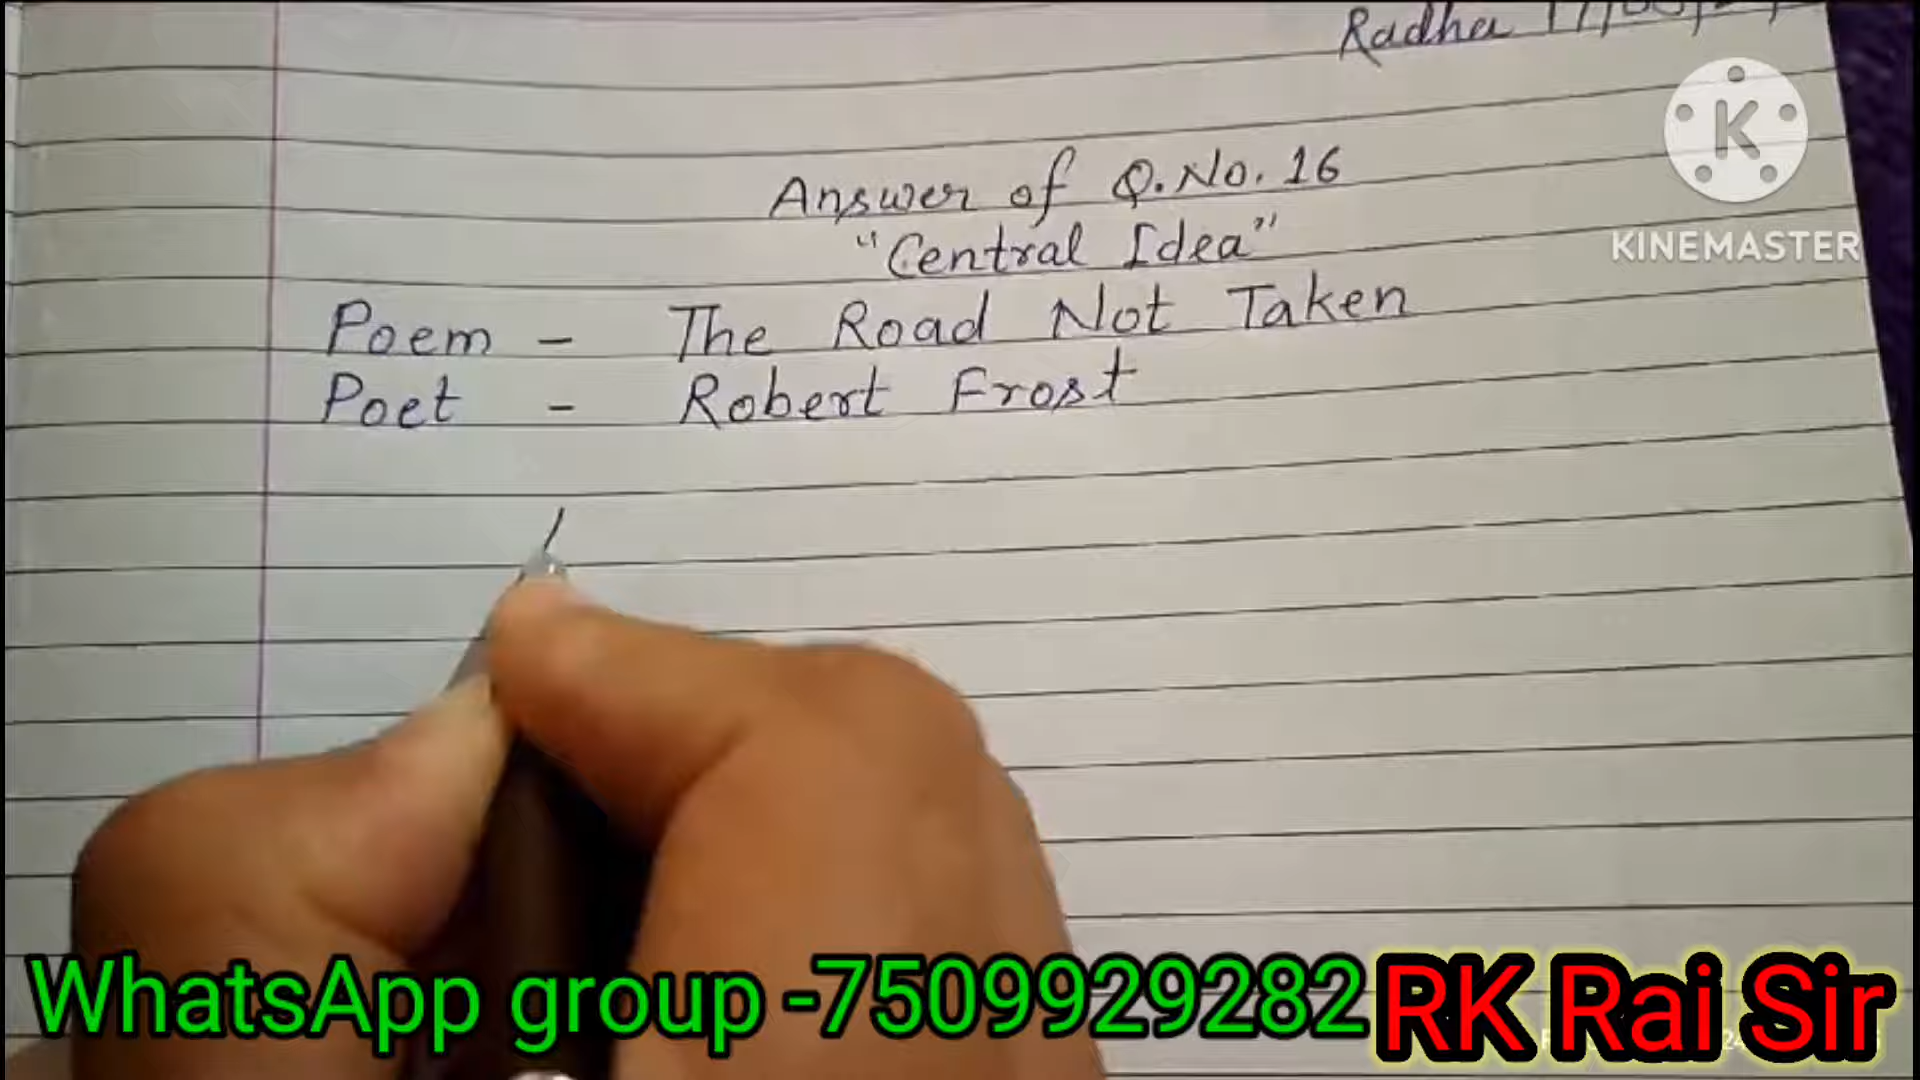 Radha
Answer of Q.No.16
"Central Idea"
Poem - The Road Not Taken
Poet - Robert Frost
KINEMASTER
WhatsApp group -7509929282 RK Rai Sir